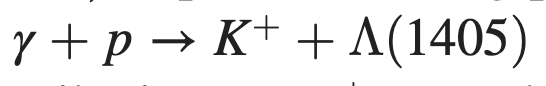 γ + p → K⁺ + Λ(1405)